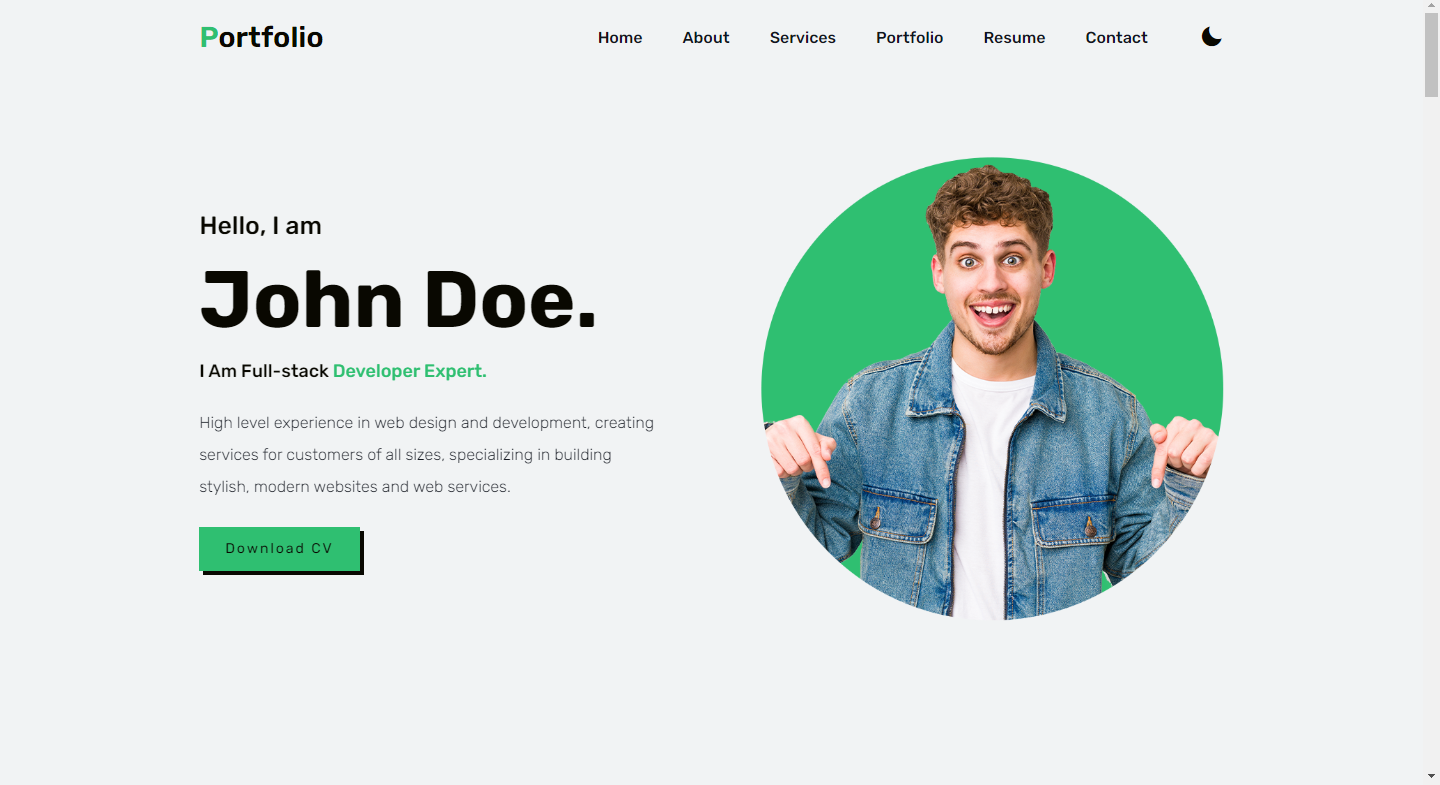 Portfolio
Home About Services Portfolio Resume Contact
Hello, I am
John Doe.
I Am Full-stack Developer Expert.
High level experience in web design and development, creating
services for customers of all sizes, specializing in building
stylish, modern websites and web services.
Download CV